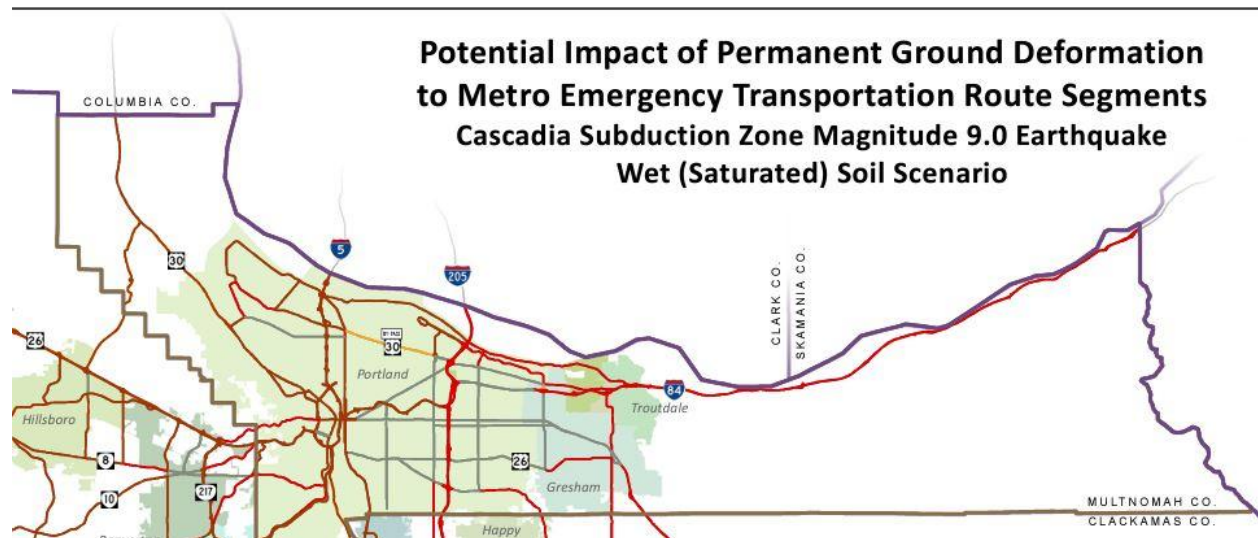 Potential Impact of Permanent Ground Deformation
to Metro Emergency Transportation Route Segments
Cascadia Subduction Zone Magnitude 9.0 Earthquake
Wet (Saturated) Soil Scenario
COLUMBIA CO.
CLARK CO.
SKAMANIA CO.
30
5
205
26
BY-PASS
30
Portland
84
Troutdale
Hillsboro
8
26
217
10
Gresham
MULTNOMAH CO.
CLACKAMAS CO.
Happy